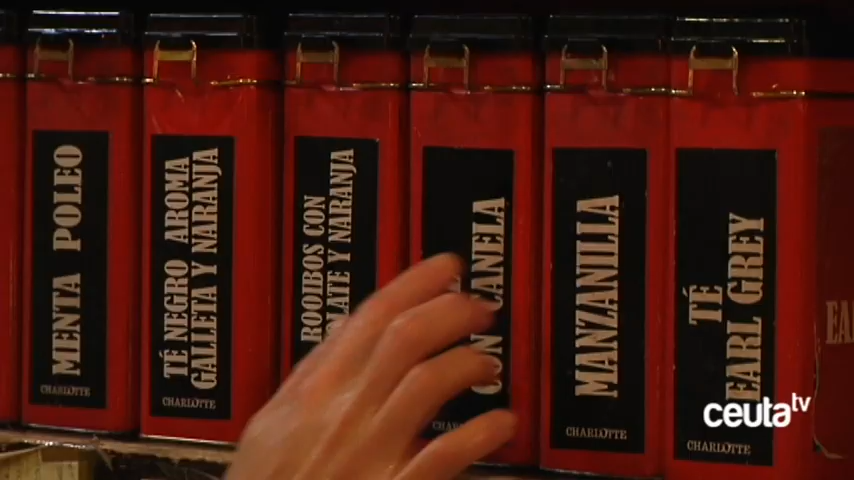 MENTA POLEO
CHARLOTTE
TÉ NEGRO AROMA
GALLETA Y NARANJA
CHARLOTTE
ROOIBOS CON
Y NARANJA
CON CANELA
MANZANILLA
CHARLOTTE
TÉ
EARL GREY
CHARLOTTE
ceutatv